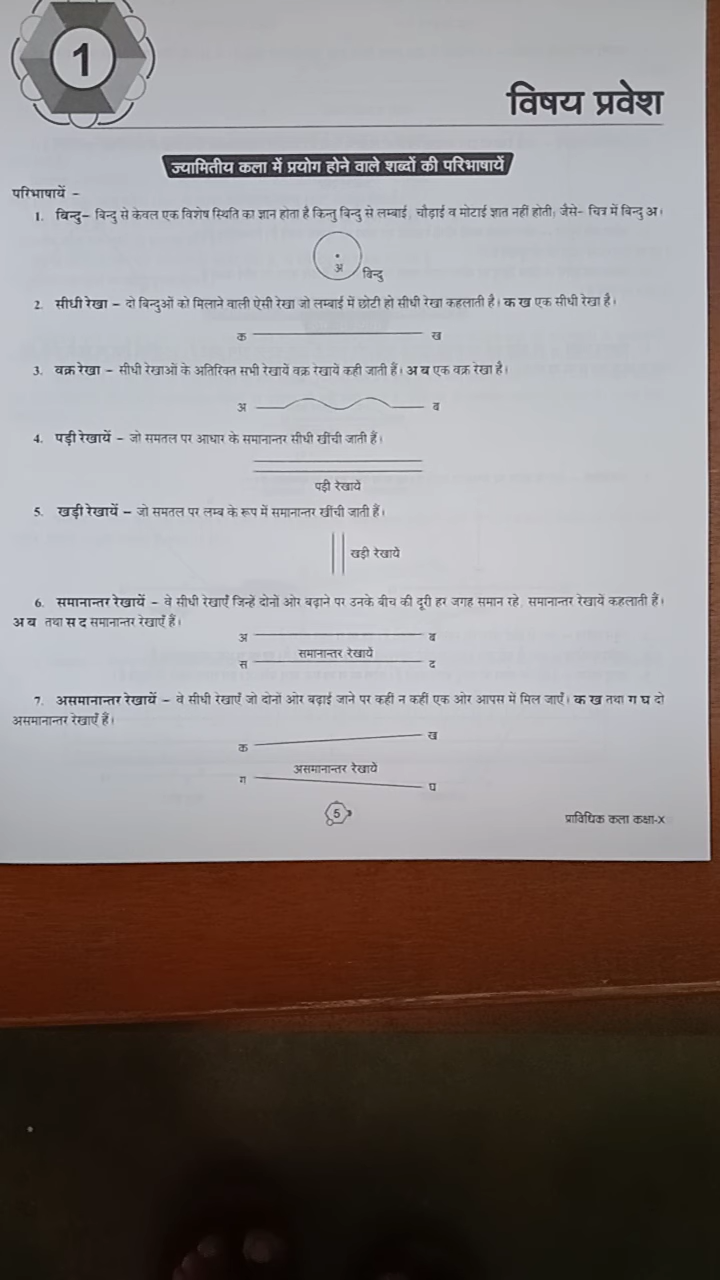 1
विषय प्रवेश
ज्यामितीय कला में प्रयोग होने वाले शब्दों की परिभाषायें
परिभाषायें –
1. बिन्दु– बिन्दु से केवल एक विशेष स्थिति का ज्ञान होता है किन्तु बिन्दु से लम्बाई, चौड़ाई व मोटाई ज्ञात नहीं होती, जैसे– चित्र में बिन्दु अ।
अ
बिन्दु
2. सीधी रेखा – दो बिन्दुओं को मिलाने वाली ऐसी रेखा जो लम्बाई में छोटी हो सीधी रेखा कहलाती है। क ख एक सीधी रेखा है।
क ख
3. वक्र रेखा – सीधी रेखाओं के अतिरिक्त सभी रेखायें वक्र रेखायें कही जाती हैं। अ ब एक वक्र रेखा है।
अ ब
4. पड़ी रेखायें – जो समतल पर आधार के समानान्तर सीधी खींची जाती हैं।
पड़ी रेखायें
5. खड़ी रेखायें – जो समतल पर लम्ब के रूप में समानान्तर खींची जाती हैं।
खड़ी रेखाये
6. समानान्तर रेखायें – वे सीधी रेखाएँ जिन्हें दोनों ओर बढ़ाने पर उनके बीच की दूरी हर जगह समान रहे, समानान्तर रेखायें कहलाती हैं।
अ ब तथा स द समानान्तर रेखाएँ हैं।
अ ब
समानान्तर रेखायें
स द
7. असमानान्तर रेखायें – वे सीधी रेखाएँ जो दोनों ओर बढ़ाई जाने पर कहीं न कहीं एक ओर आपस में मिल जाएँ। क ख तथा ग घ दो
असमानान्तर रेखाएँ हैं।
क ख
असमानान्तर रेखाये
ग घ
5
प्राविधिक कला कक्षा-X